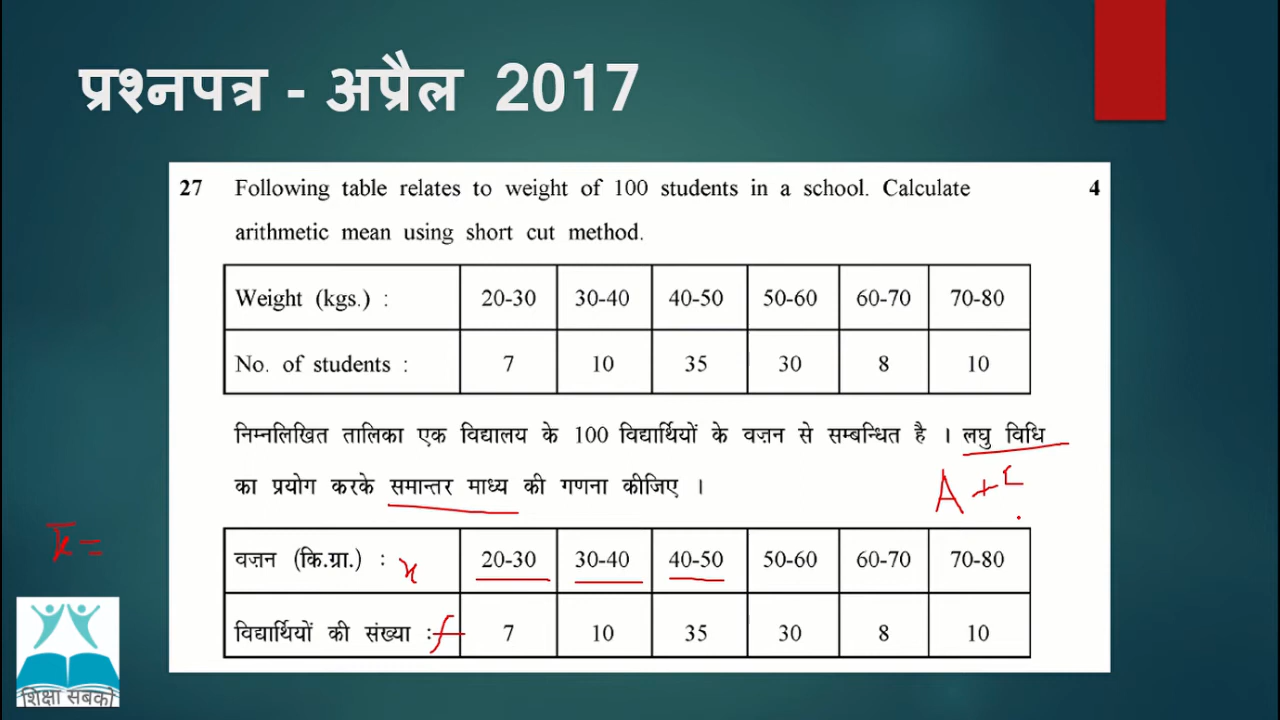 प्रश्नपत्र - अप्रैल 2017
27 Following table relates to weight of 100 students in a school. Calculate 4
arithmetic mean using short cut method.
Weight (kgs.) : 20-30 30-40 40-50 50-60 60-70 70-80
No. of students : 7 10 35 30 8 10
निम्नलिखित तालिका एक विद्यालय के 100 विद्यार्थियों के वज़न से सम्बन्धित है । लघु विधि
का प्रयोग करके समान्तर माध्य की गणना कीजिए ।
A +
x̄ =
वज़न (कि.ग्रा.) : x 20-30 30-40 40-50 50-60 60-70 70-80
विद्यार्थियों की संख्या : f 7 10 35 30 8 10
शिक्षा सबको